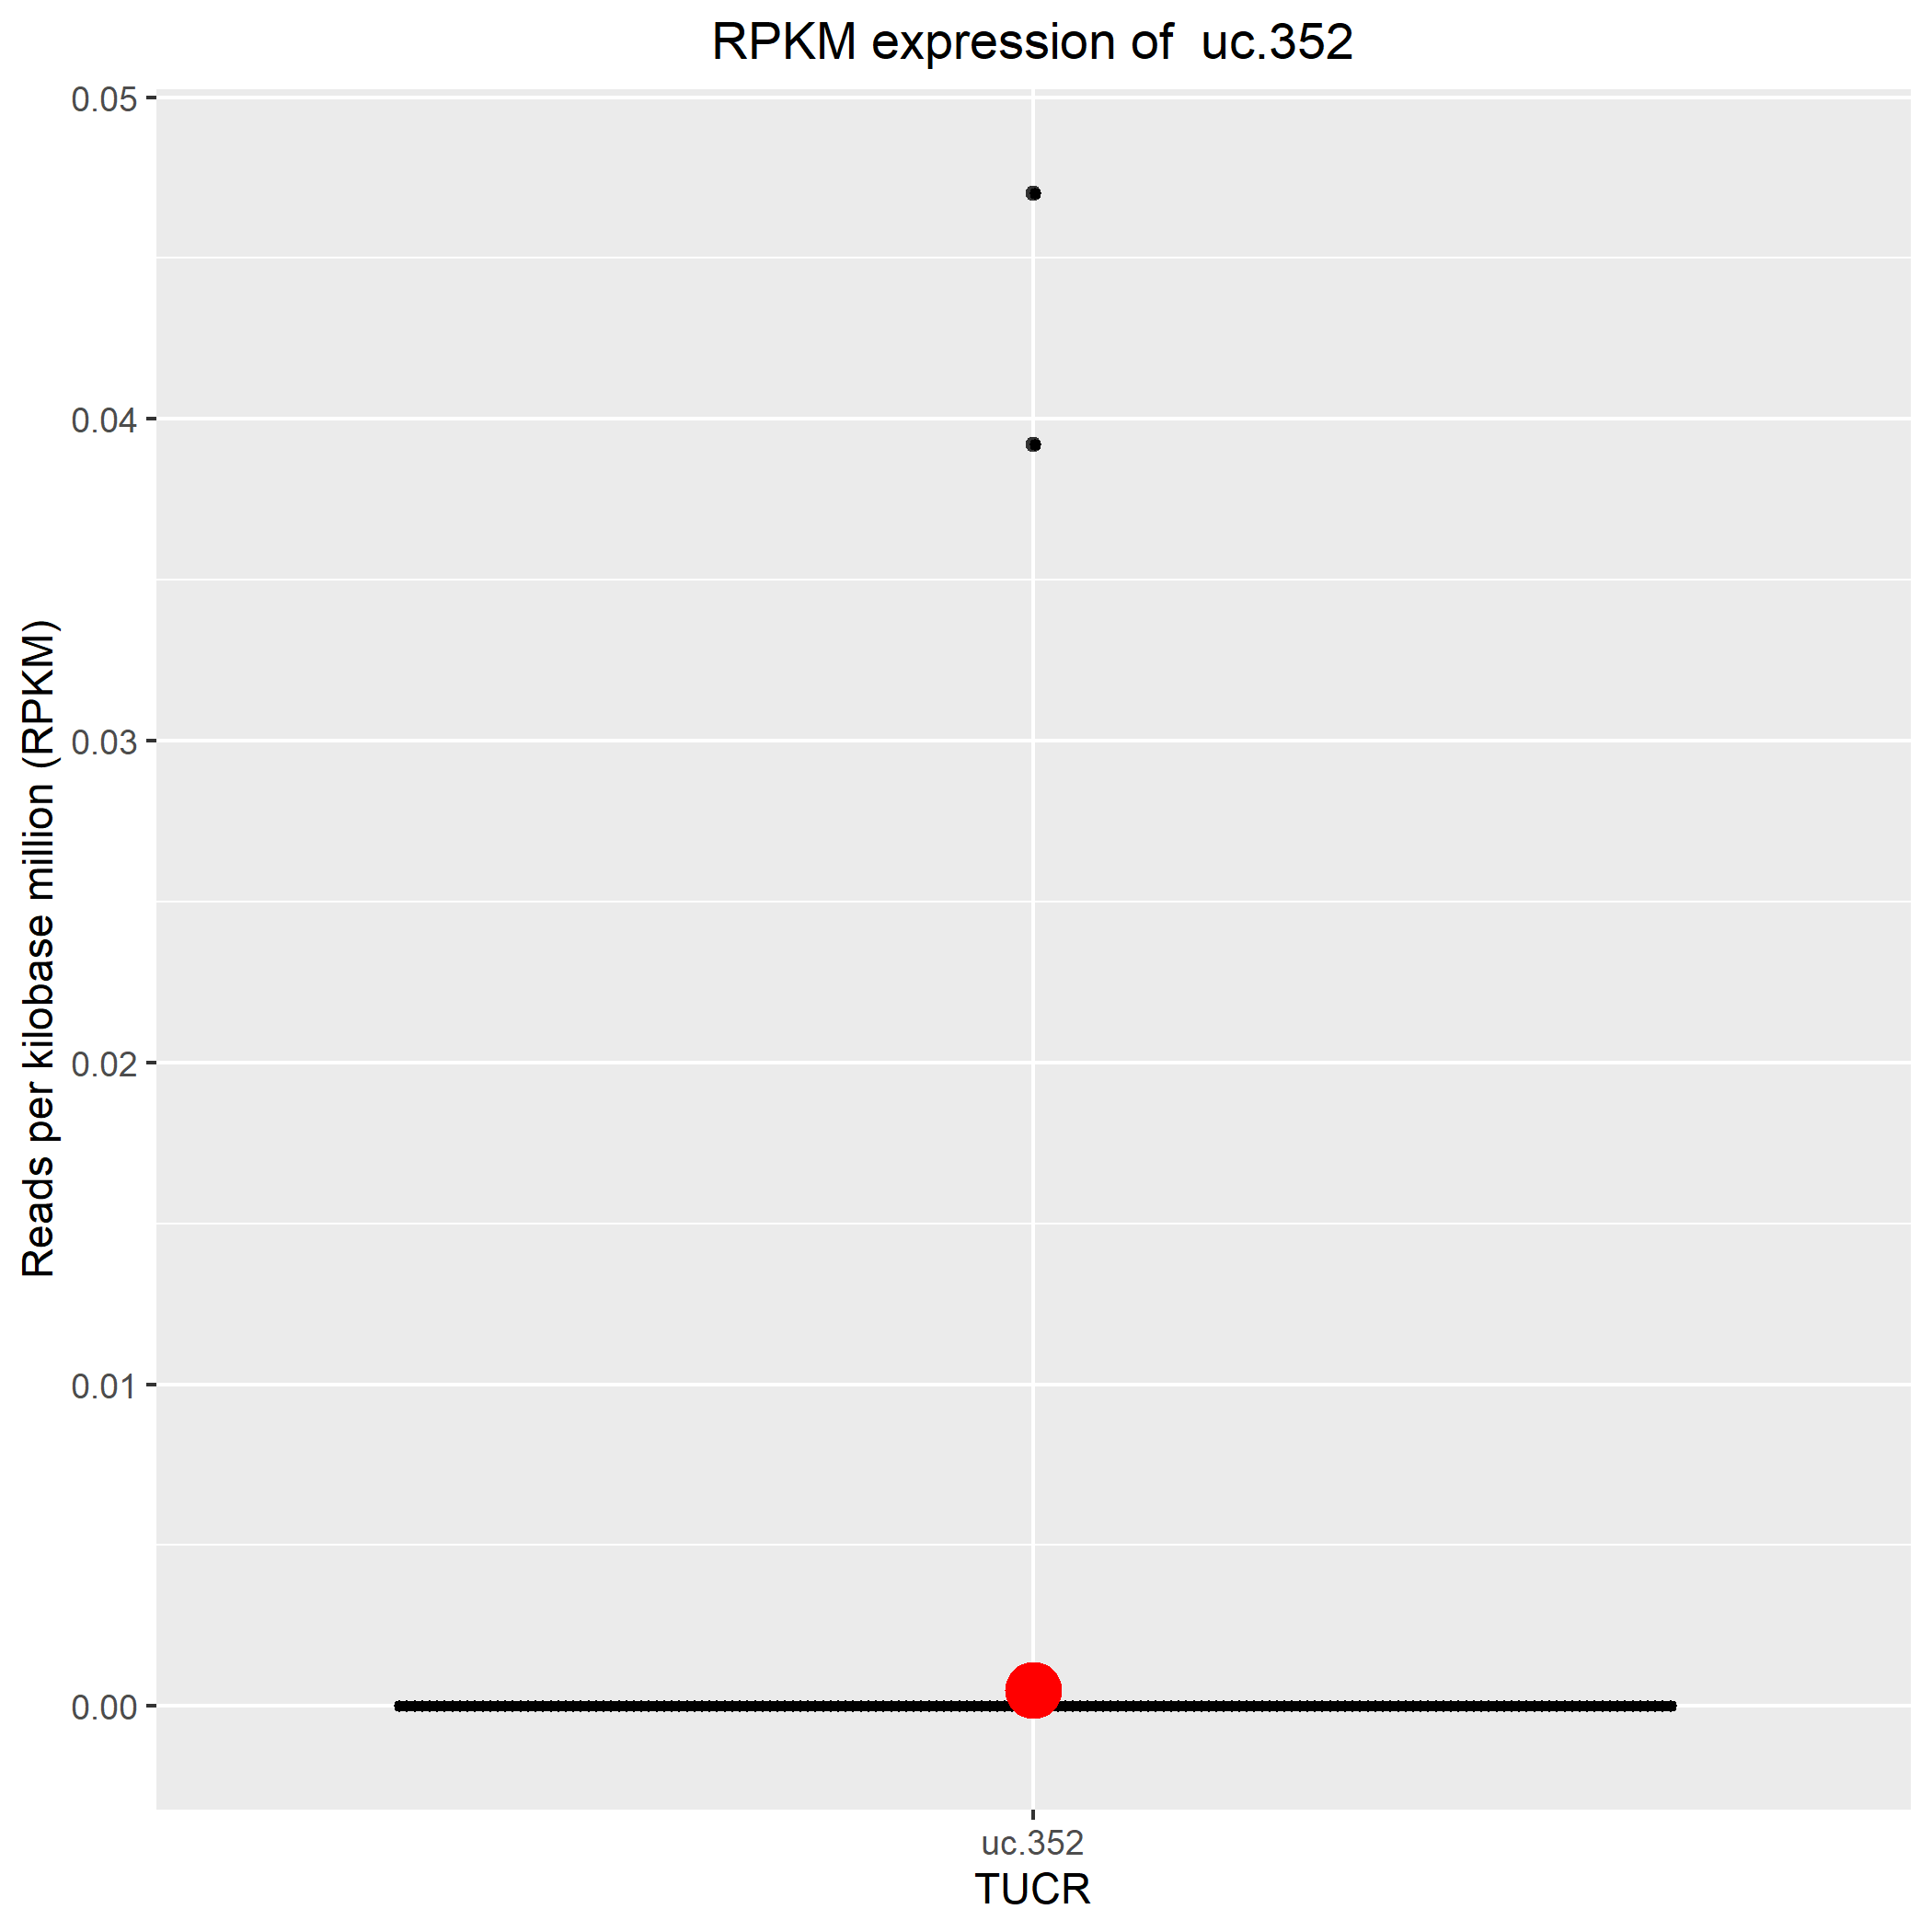 RPKM expression of  uc.352
Reads per kilobase million (RPKM)
0.05
0.04
0.03
0.02
0.01
0.00
uc.352
TUCR